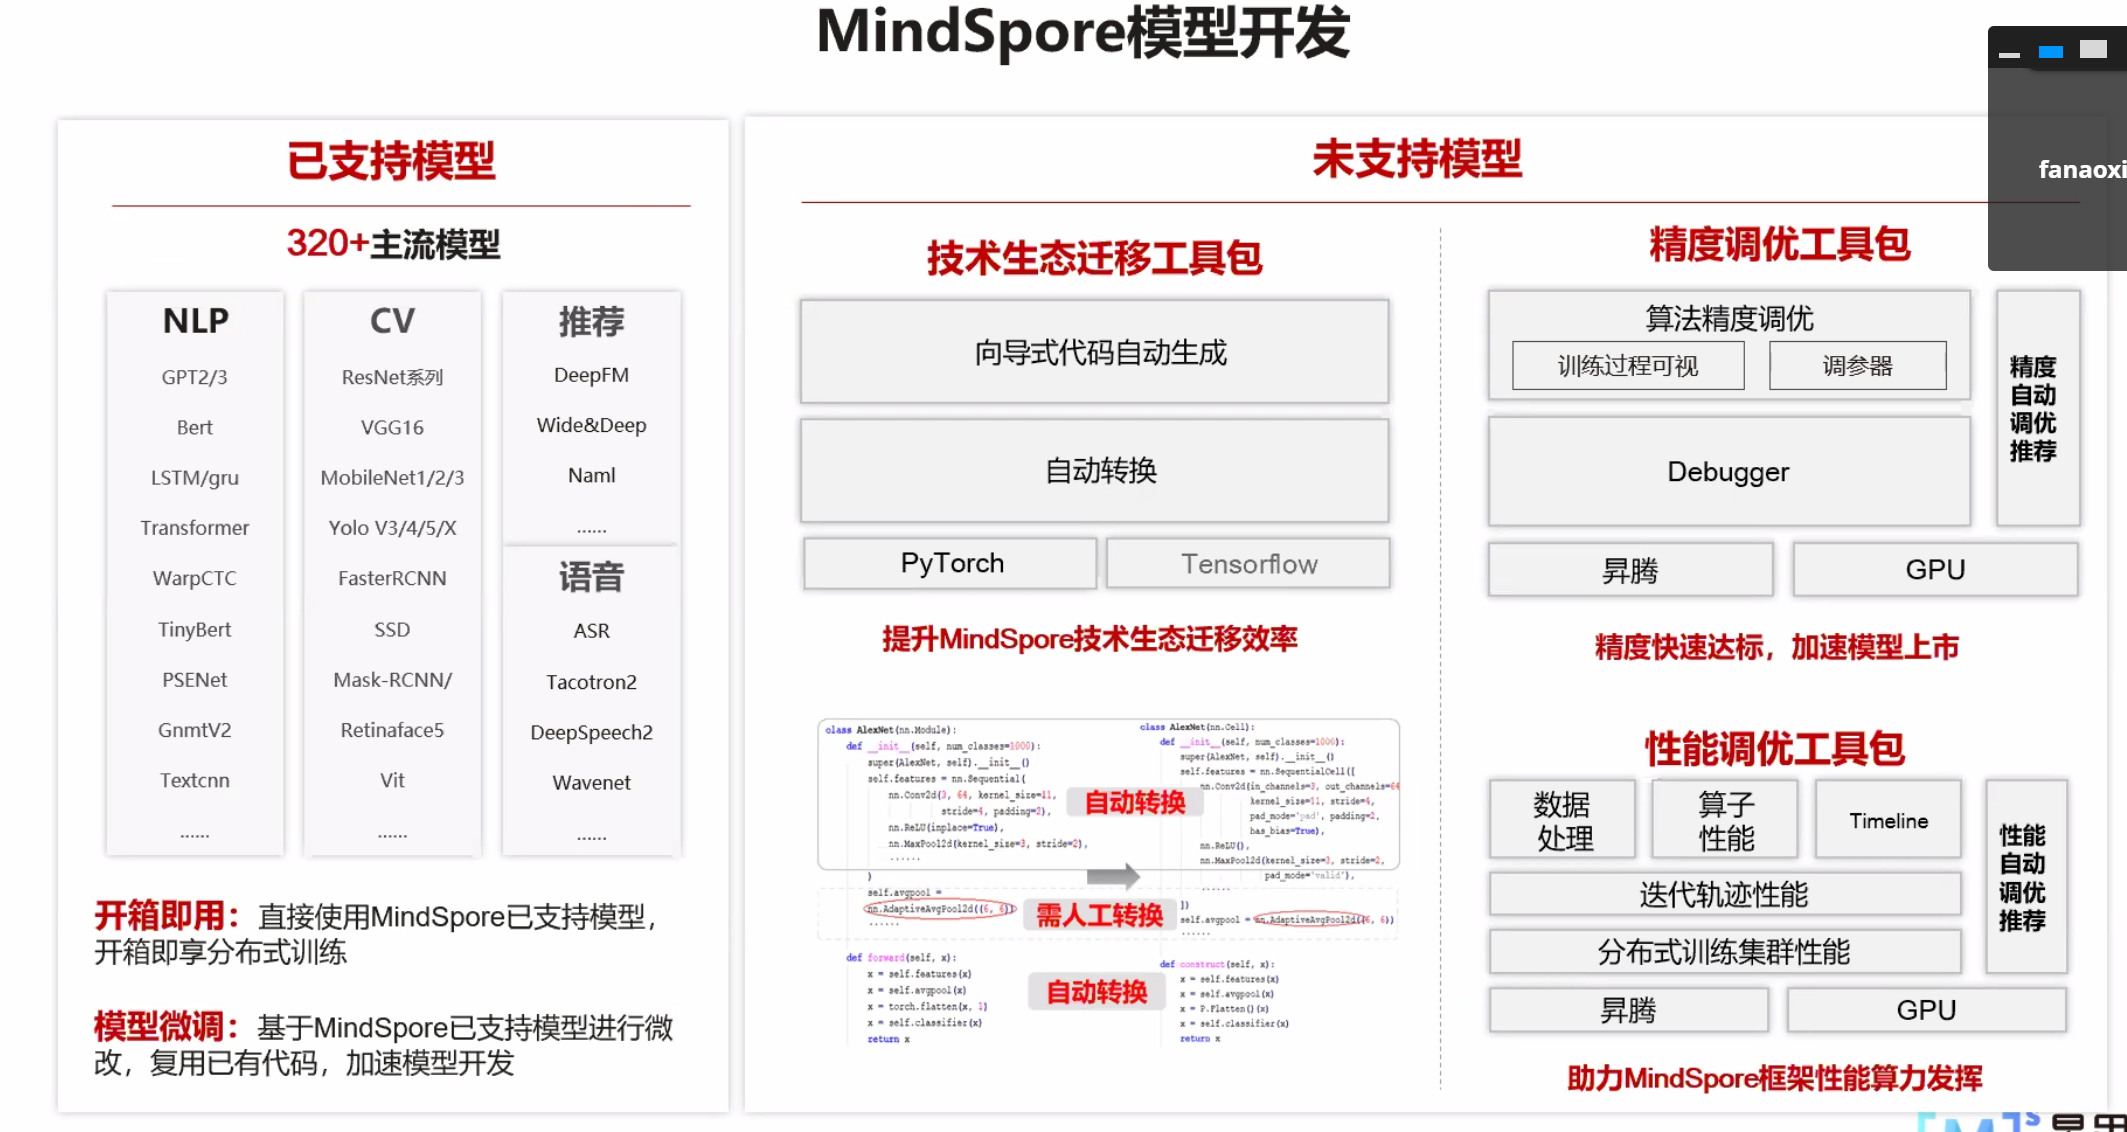 MindSpore模型开发
fanaoxi
已支持模型
320+主流模型
NLP
GPT2/3
Bert
LSTM/gru
Transformer
WarpCTC
TinyBert
PSENet
GnmtV2
Textcnn
......
CV
ResNet系列
VGG16
MobileNet1/2/3
Yolo V3/4/5/X
FasterRCNN
SSD
Mask-RCNN/
Retinaface5
Vit
......
推荐
DeepFM
Wide&Deep
Naml
......
语音
ASR
Tacotron2
DeepSpeech2
Wavenet
......
开箱即用：直接使用MindSpore已支持模型，
开箱即享分布式训练
模型微调：基于MindSpore已支持模型进行微
改，复用已有代码，加速模型开发
未支持模型
技术生态迁移工具包
向导式代码自动生成
自动转换
PyTorch
Tensorflow
提升MindSpore技术生态迁移效率
class AlexNet(nn.Module):
def __init__(self, num_classes=1000):
super(AlexNet, self).__init__()
self.features = nn.Sequential(
nn.Conv2d(3, 64, kernel_size=11,
stride=4, padding=2),
nn.ReLU(inplace=True),
nn.MaxPool2d(kernel_size=3, stride=2),
......
)
self.avgpool =
nn.AdaptiveAvgPool2d((6, 6))
......
def forward(self, x):
x = self.features(x)
x = self.avgpool(x)
x = torch.flatten(x, 1)
x = self.classifier(x)
return x
自动转换
需人工转换
自动转换
class AlexNet(nn.Cell):
def __init__(self, num_classes=1000):
super(AlexNet, self).__init__()
self.features = nn.SequentialCell([
nn.Conv2d(in_channels=3, out_channels=64
kernel_size=11, stride=4,
pad_mode='pad', padding=2,
has_bias=True),
nn.ReLU(),
nn.MaxPool2d(kernel_size=3, stride=2,
pad_mode='valid'),
......
])
self.avgpool = nn.AdaptiveAvgPool2d((6, 6))
......
def construct(self, x):
x = self.features(x)
x = self.avgpool(x)
x = P.Flatten()(x)
x = self.classifier(x)
return x
精度调优工具包
算法精度调优
训练过程可视
调参器
Debugger
精度
自动
调优
推荐
昇腾
GPU
精度快速达标，加速模型上市
性能调优工具包
数据
处理
算子
性能
Timeline
迭代轨迹性能
分布式训练集群性能
性能
自动
调优
推荐
昇腾
GPU
助力MindSpore框架性能算力发挥